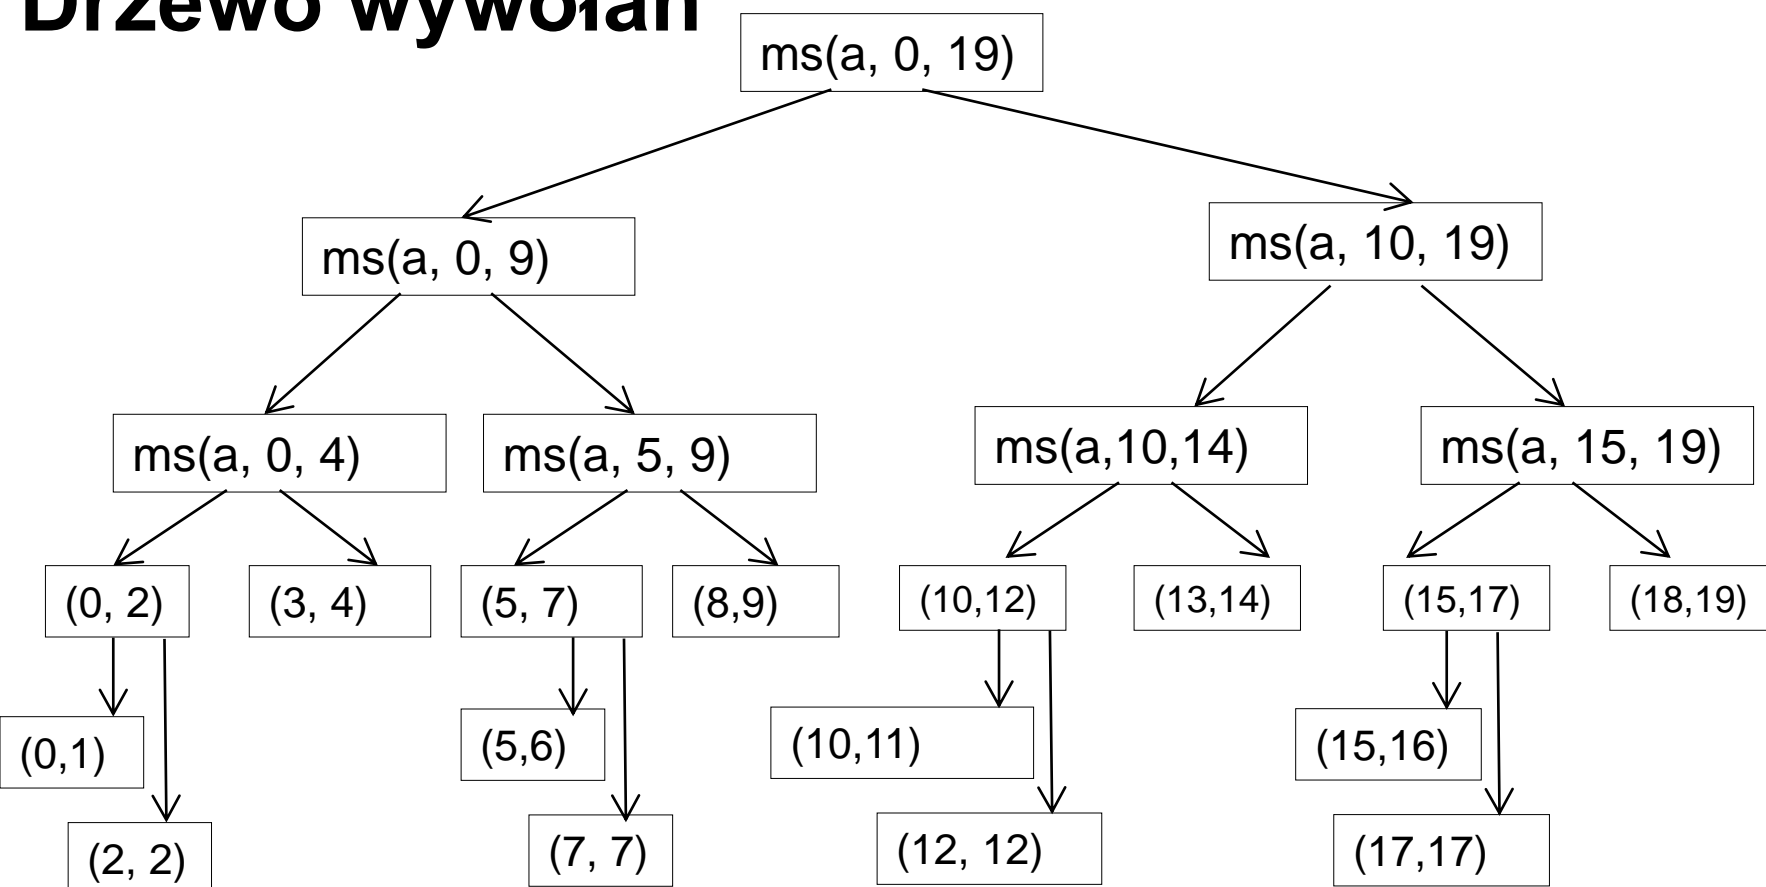 Drzewo wywołań
ms(a, 0, 19)
ms(a, 0, 9)
ms(a, 10, 19)
ms(a, 0, 4)
ms(a, 5, 9)
ms(a,10,14)
ms(a, 15, 19)
(0, 2)
(3, 4)
(5, 7)
(8,9)
(10,12)
(13,14)
(15,17)
(18,19)
(0,1)
(5,6)
(10,11)
(15,16)
(2, 2)
(7, 7)
(12, 12)
(17,17)